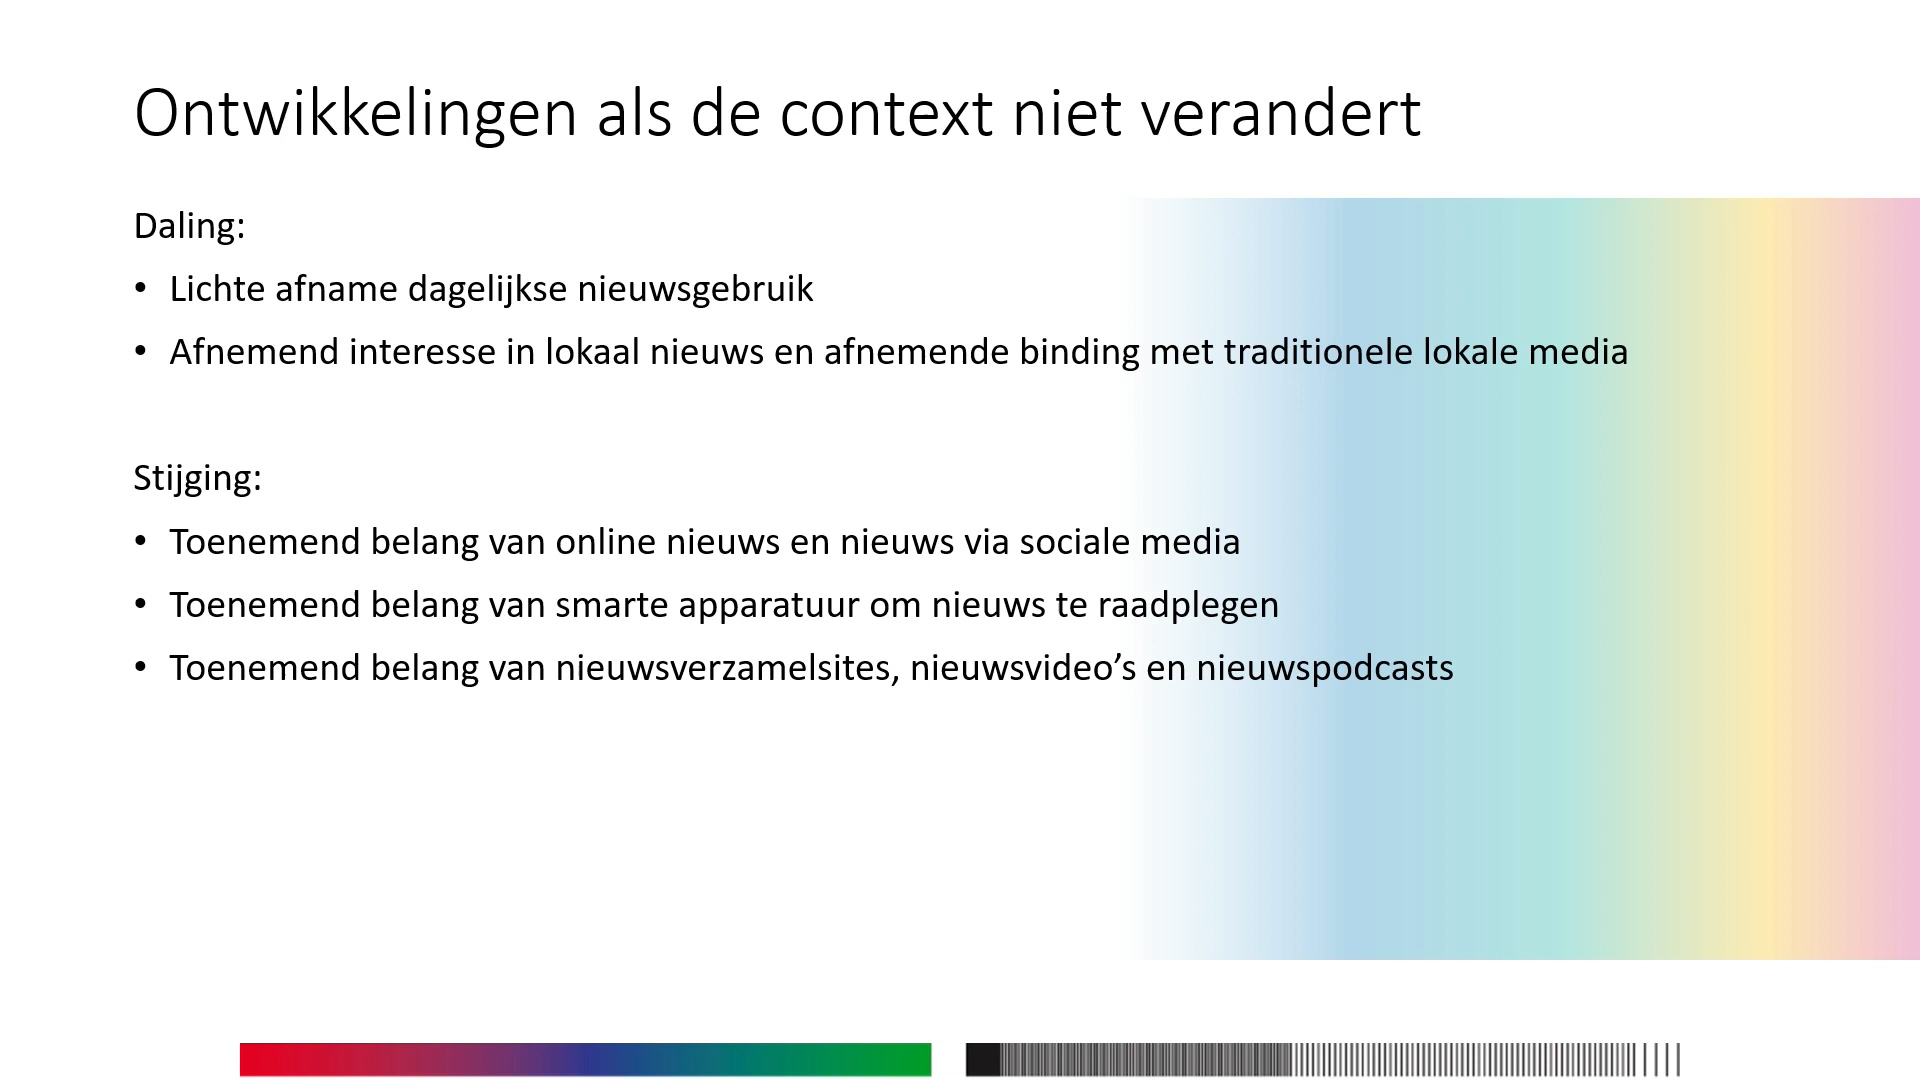 Ontwikkelingen als de context niet verandert
Daling:
• Lichte afname dagelijkse nieuwsgebruik
• Afnemend interesse in lokaal nieuws en afnemende binding met traditionele lokale media
Stijging:
• Toenemend belang van online nieuws en nieuws via sociale media
• Toenemend belang van smarte apparatuur om nieuws te raadplegen
• Toenemend belang van nieuwsverzamelsites, nieuwsvideo’s en nieuwspodcasts